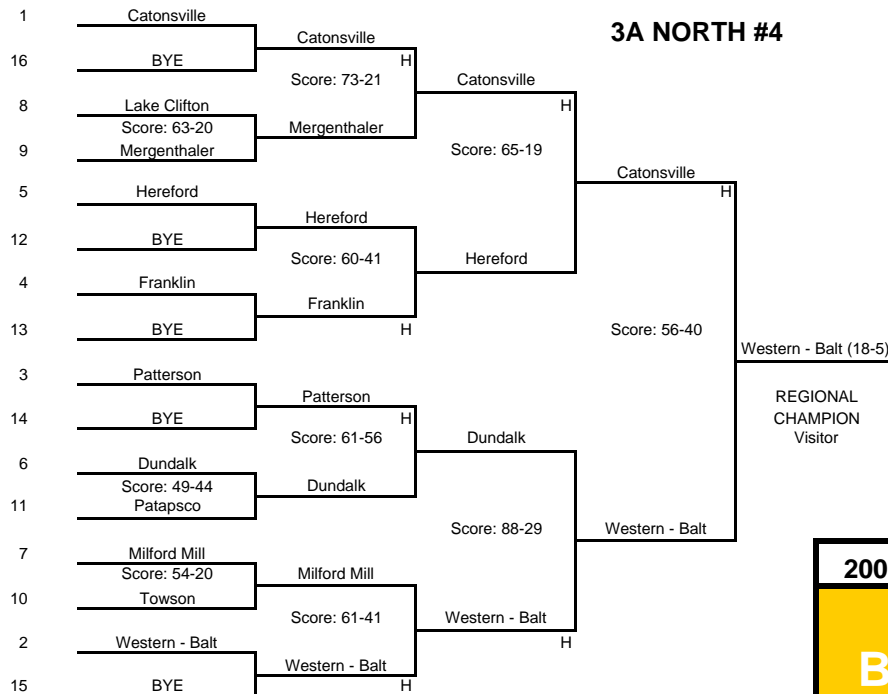 3A NORTH #4
1 Catonsville
16 BYE
Catonsville
H
Score: 73-21
8 Lake Clifton
Score: 63-20
9 Mergenthaler
Mergenthaler
Catonsville
H
Score: 65-19
5 Hereford
12 BYE
Hereford
Score: 60-41
4 Franklin
13 BYE
Franklin
H
Hereford
Catonsville
H
Score: 56-40
3 Patterson
14 BYE
Patterson
H
Score: 61-56
6 Dundalk
Score: 49-44
11 Patapsco
Dundalk
Dundalk
Score: 88-29
7 Milford Mill
Score: 54-20
10 Towson
Milford Mill
Score: 61-41
2 Western - Balt
15 BYE
Western - Balt
H
Western - Balt
H
Western - Balt
Western - Balt (18-5)
REGIONAL
CHAMPION
Visitor
200
B